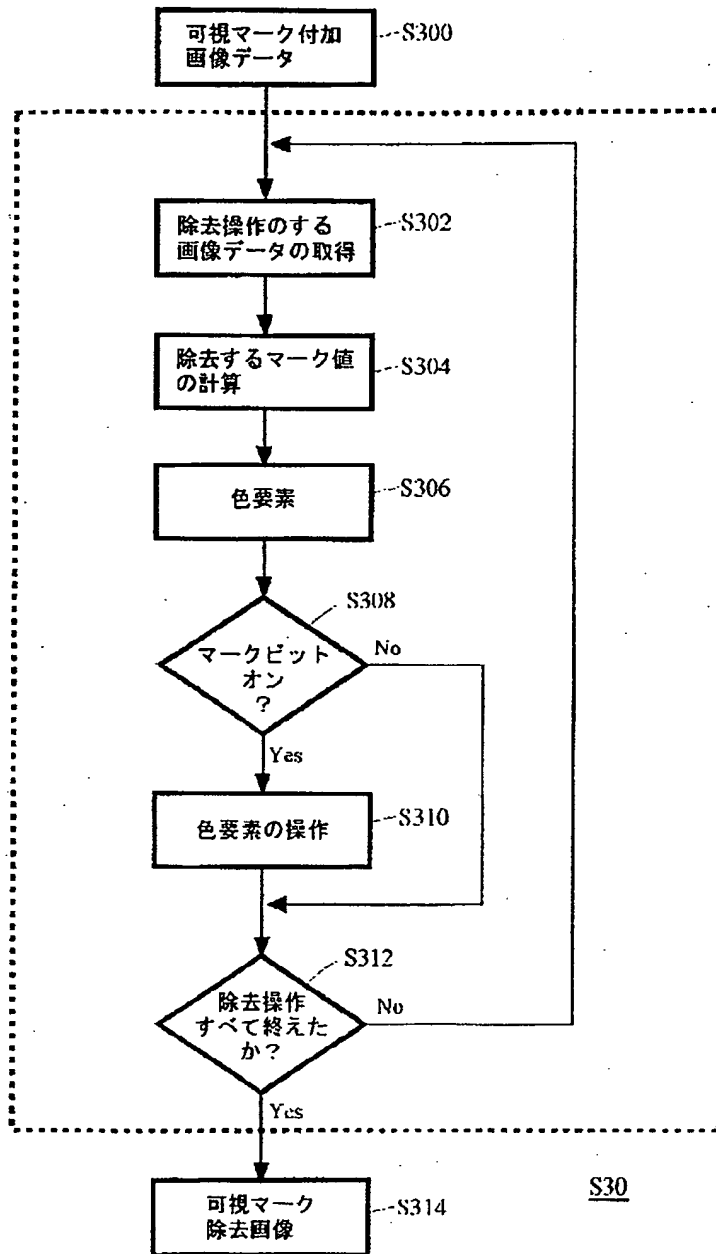 可視マーク付加
画像データ
S300
除去操作のする
画像データの取得
S302
除去するマーク値
の計算
S304
色要素
S306
S308
マークビット
オン
?
No
Yes
色要素の操作
S310
S312
除去操作
すべて終えた
か?
No
Yes
S30
可視マーク
除去画像
S314